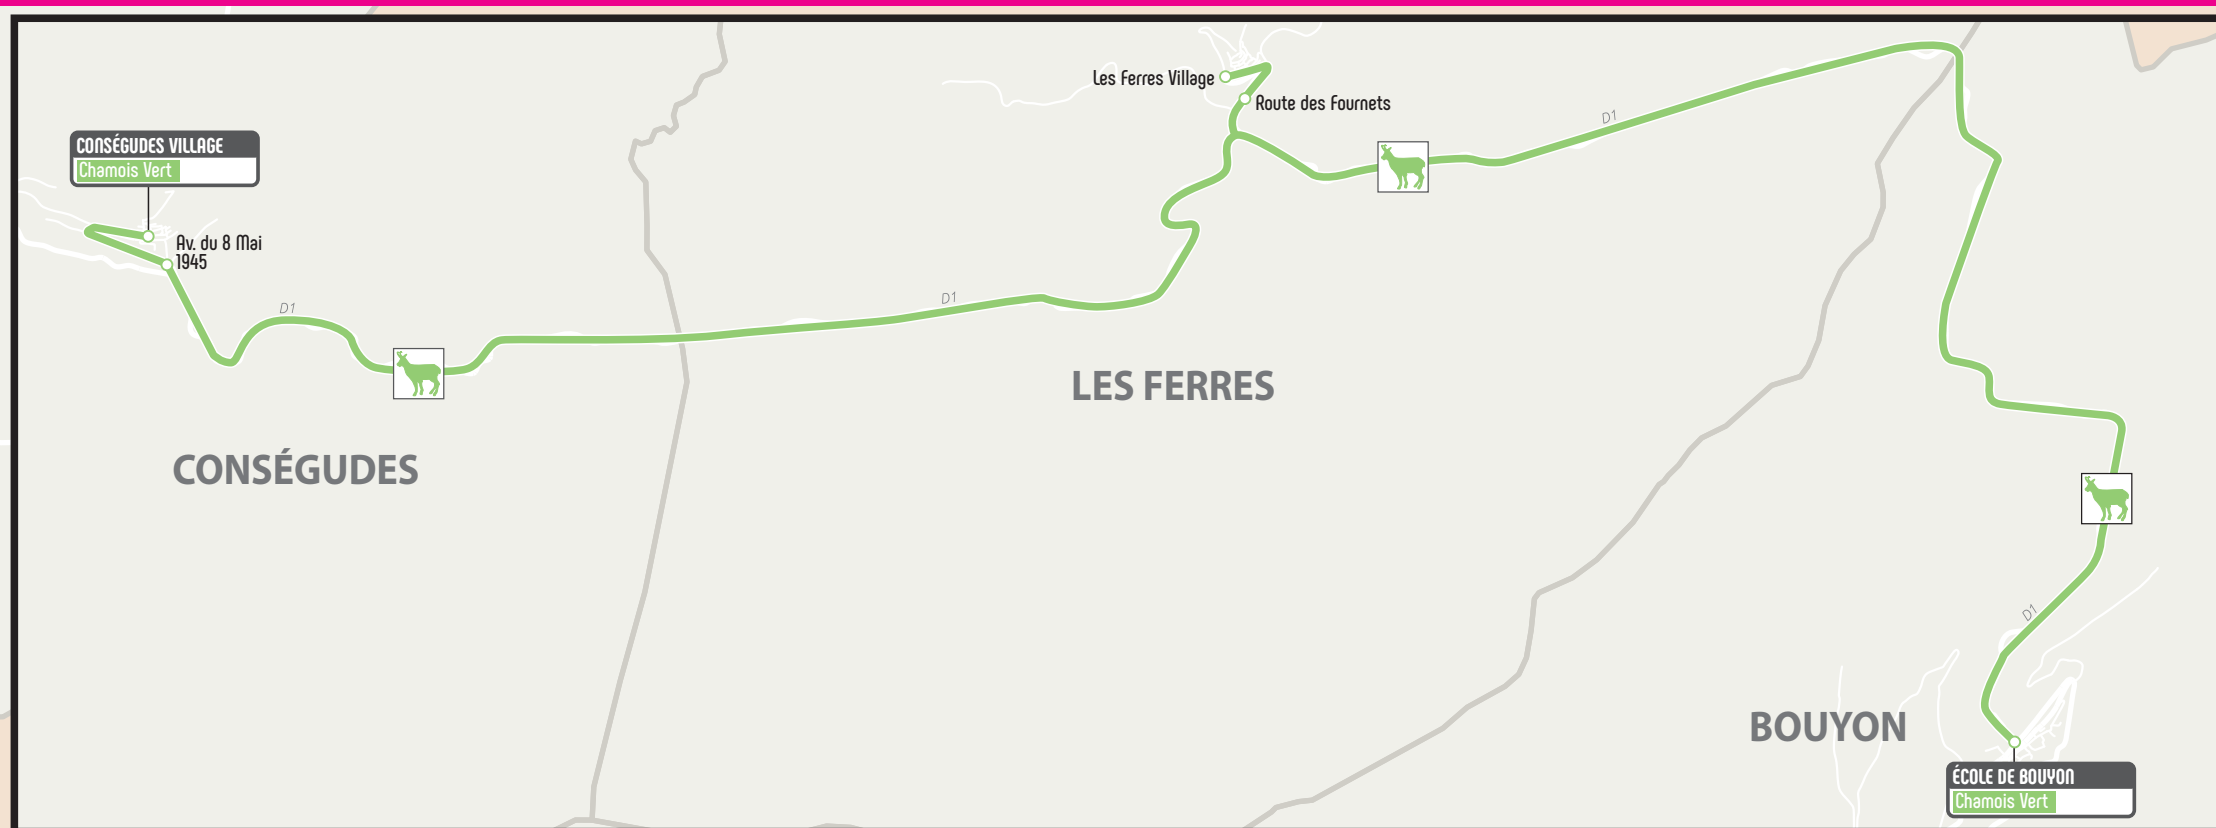 Les Ferres Village
Route des Fournets
D1
CONSÉGUDES VILLAGE
Chamois Vert
Av. du 8 Mai
1945
D1
D1
LES FERRES
CONSÉGUDES
D1
BOUYON
ÉCOLE DE BOUYON
Chamois Vert